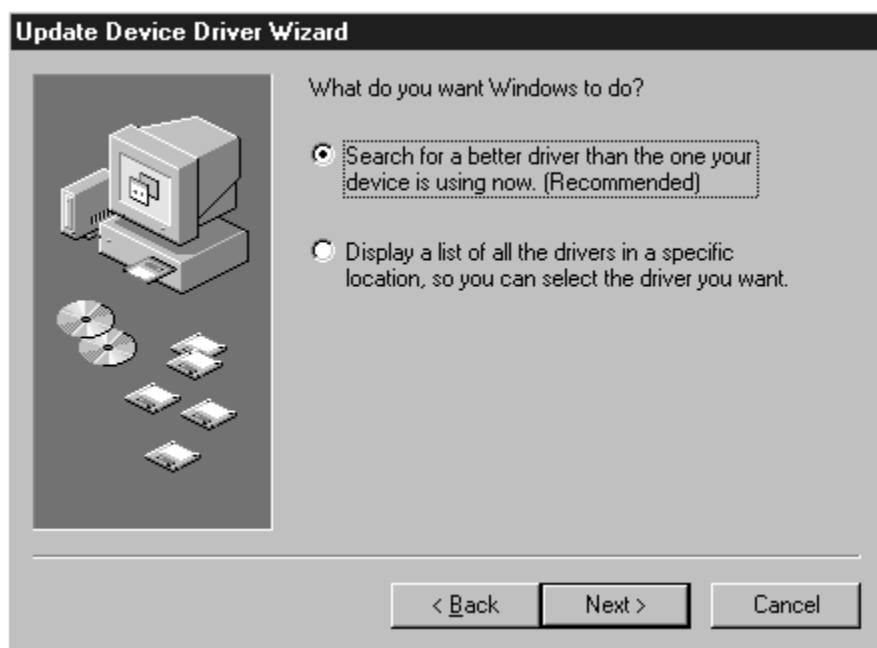 Update Device Driver Wizard
What do you want Windows to do?
Search for a better driver than the one your
device is using now. (Recommended)
Display a list of all the drivers in a specific
location, so you can select the driver you want.
< Back
Next >
Cancel